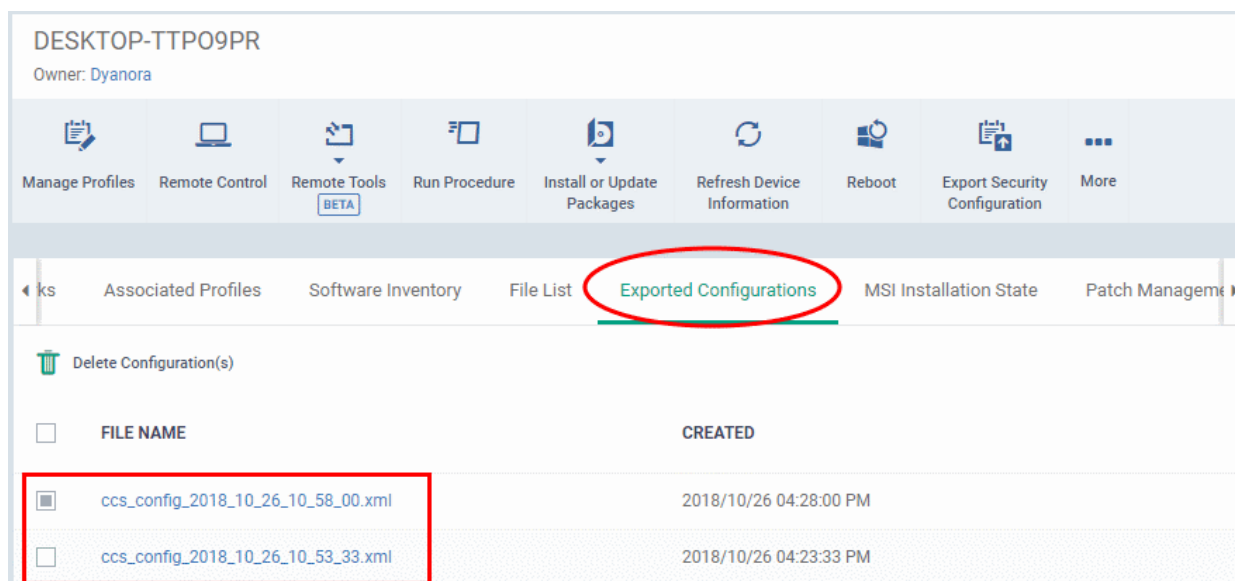 DESKTOP-TTPO9PR
Owner: Dyanora
Manage Profiles
Remote Control
Remote Tools
BETA
Run Procedure
Install or Update
Packages
Refresh Device
Information
Reboot
Export Security
Configuration
More
ks
Associated Profiles
Software Inventory
File List
Exported Configurations
MSI Installation State
Patch Manageme
Delete Configuration(s)
FILE NAME
CREATED
ccs_config_2018_10_26_10_58_00.xml
2018/10/26 04:28:00 PM
ccs_config_2018_10_26_10_53_33.xml
2018/10/26 04:23:33 PM